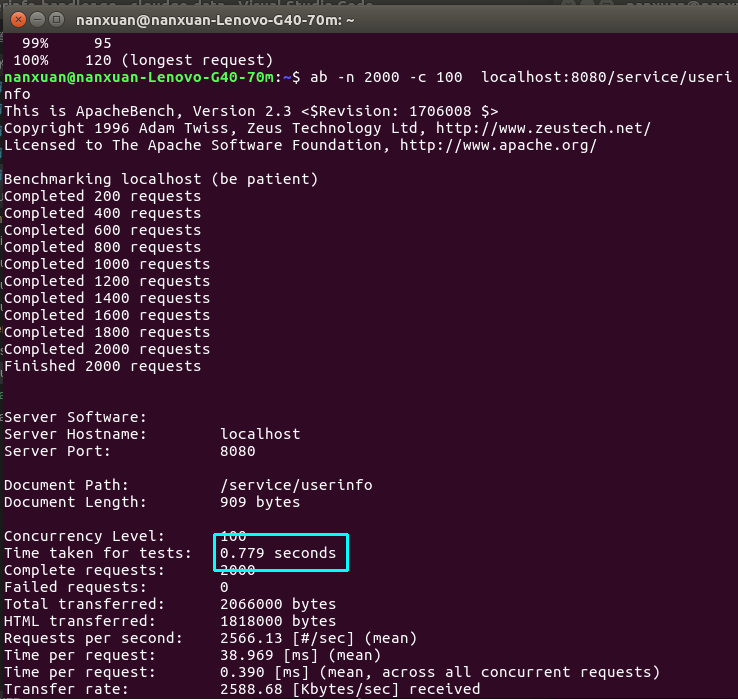 nanxuan@nanxuan-Lenovo-G40-70m: ~
99% 95
100% 120 (longest request)
nanxuan@nanxuan-Lenovo-G40-70m:~$ ab -n 2000 -c 100 localhost:8080/service/useri
nfo
This is ApacheBench, Version 2.3 <$Revision: 1706008 $>
Copyright 1996 Adam Twiss, Zeus Technology Ltd, http://www.zeustech.net/
Licensed to The Apache Software Foundation, http://www.apache.org/

Benchmarking localhost (be patient)
Completed 200 requests
Completed 400 requests
Completed 600 requests
Completed 800 requests
Completed 1000 requests
Completed 1200 requests
Completed 1400 requests
Completed 1600 requests
Completed 1800 requests
Completed 2000 requests
Finished 2000 requests

Server Software:
Server Hostname: localhost
Server Port: 8080

Document Path: /service/userinfo
Document Length: 909 bytes

Concurrency Level: 100
Time taken for tests: 0.779 seconds
Complete requests: 2000
Failed requests: 0
Total transferred: 2066000 bytes
HTML transferred: 1818000 bytes
Requests per second: 2566.13 [#/sec] (mean)
Time per request: 38.969 [ms] (mean)
Time per request: 0.390 [ms] (mean, across all concurrent requests)
Transfer rate: 2588.68 [Kbytes/sec] received